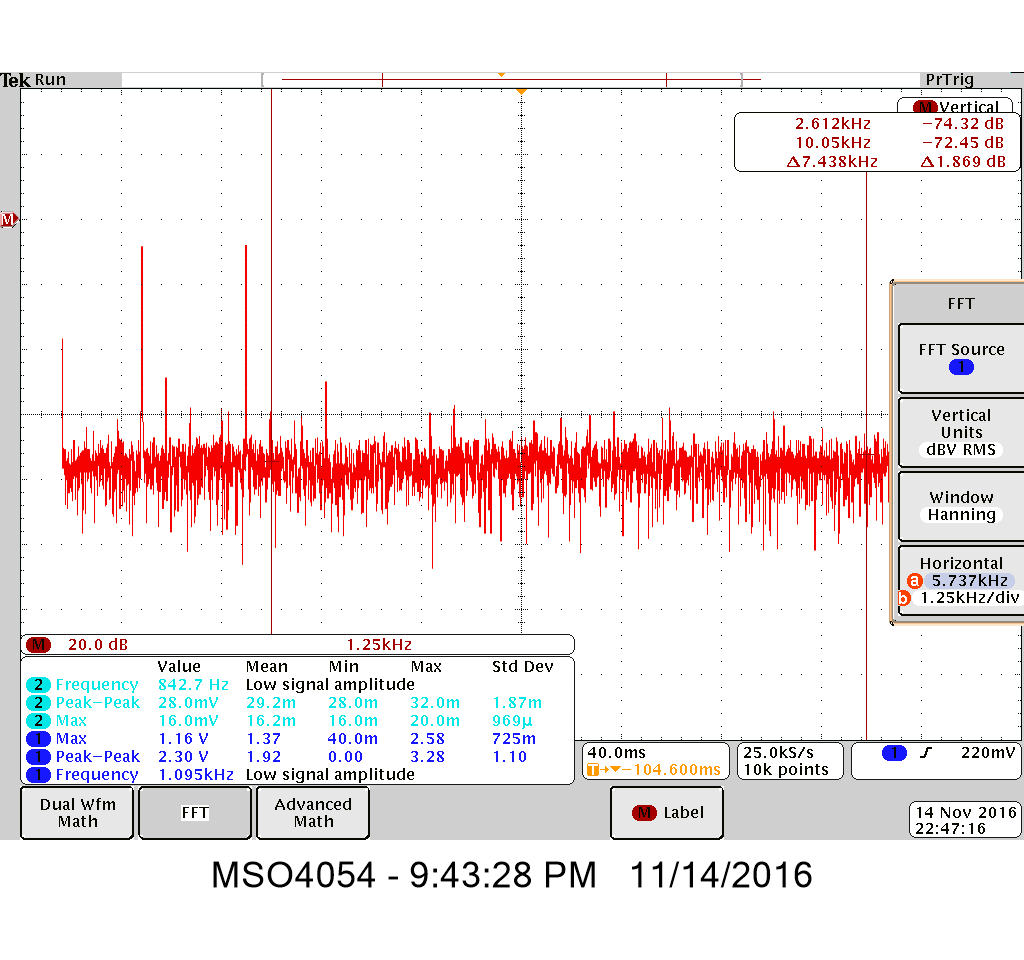 Tek Run PrTrig
M Vertical
2.612kHz −74.32 dB
10.05kHz −72.45 dB
Δ7.438kHz Δ1.869 dB
M
FFT
FFT Source
1
Vertical
Units
dBV RMS
Window
Hanning
Horizontal
a 5.737kHz
b 1.25kHz/div
M 20.0 dB 1.25kHz
Value Mean Min Max Std Dev
2 Frequency 842.7 Hz Low signal amplitude
2 Peak−Peak 28.0mV 29.2m 28.0m 32.0m 1.87m
2 Max 16.0mV 16.2m 16.0m 20.0m 969µ
1 Max 1.16 V 1.37 40.0m 2.58 725m
1 Peak−Peak 2.30 V 1.92 0.00 3.28 1.10
1 Frequency 1.095kHz Low signal amplitude
40.0ms
T→▼−104.600ms
25.0kS/s
10k points
1 ∫ 220mV
Dual Wfm
Math
FFT
Advanced
Math
M Label
14 Nov 2016
22:47:16
MSO4054 - 9:43:28 PM 11/14/2016